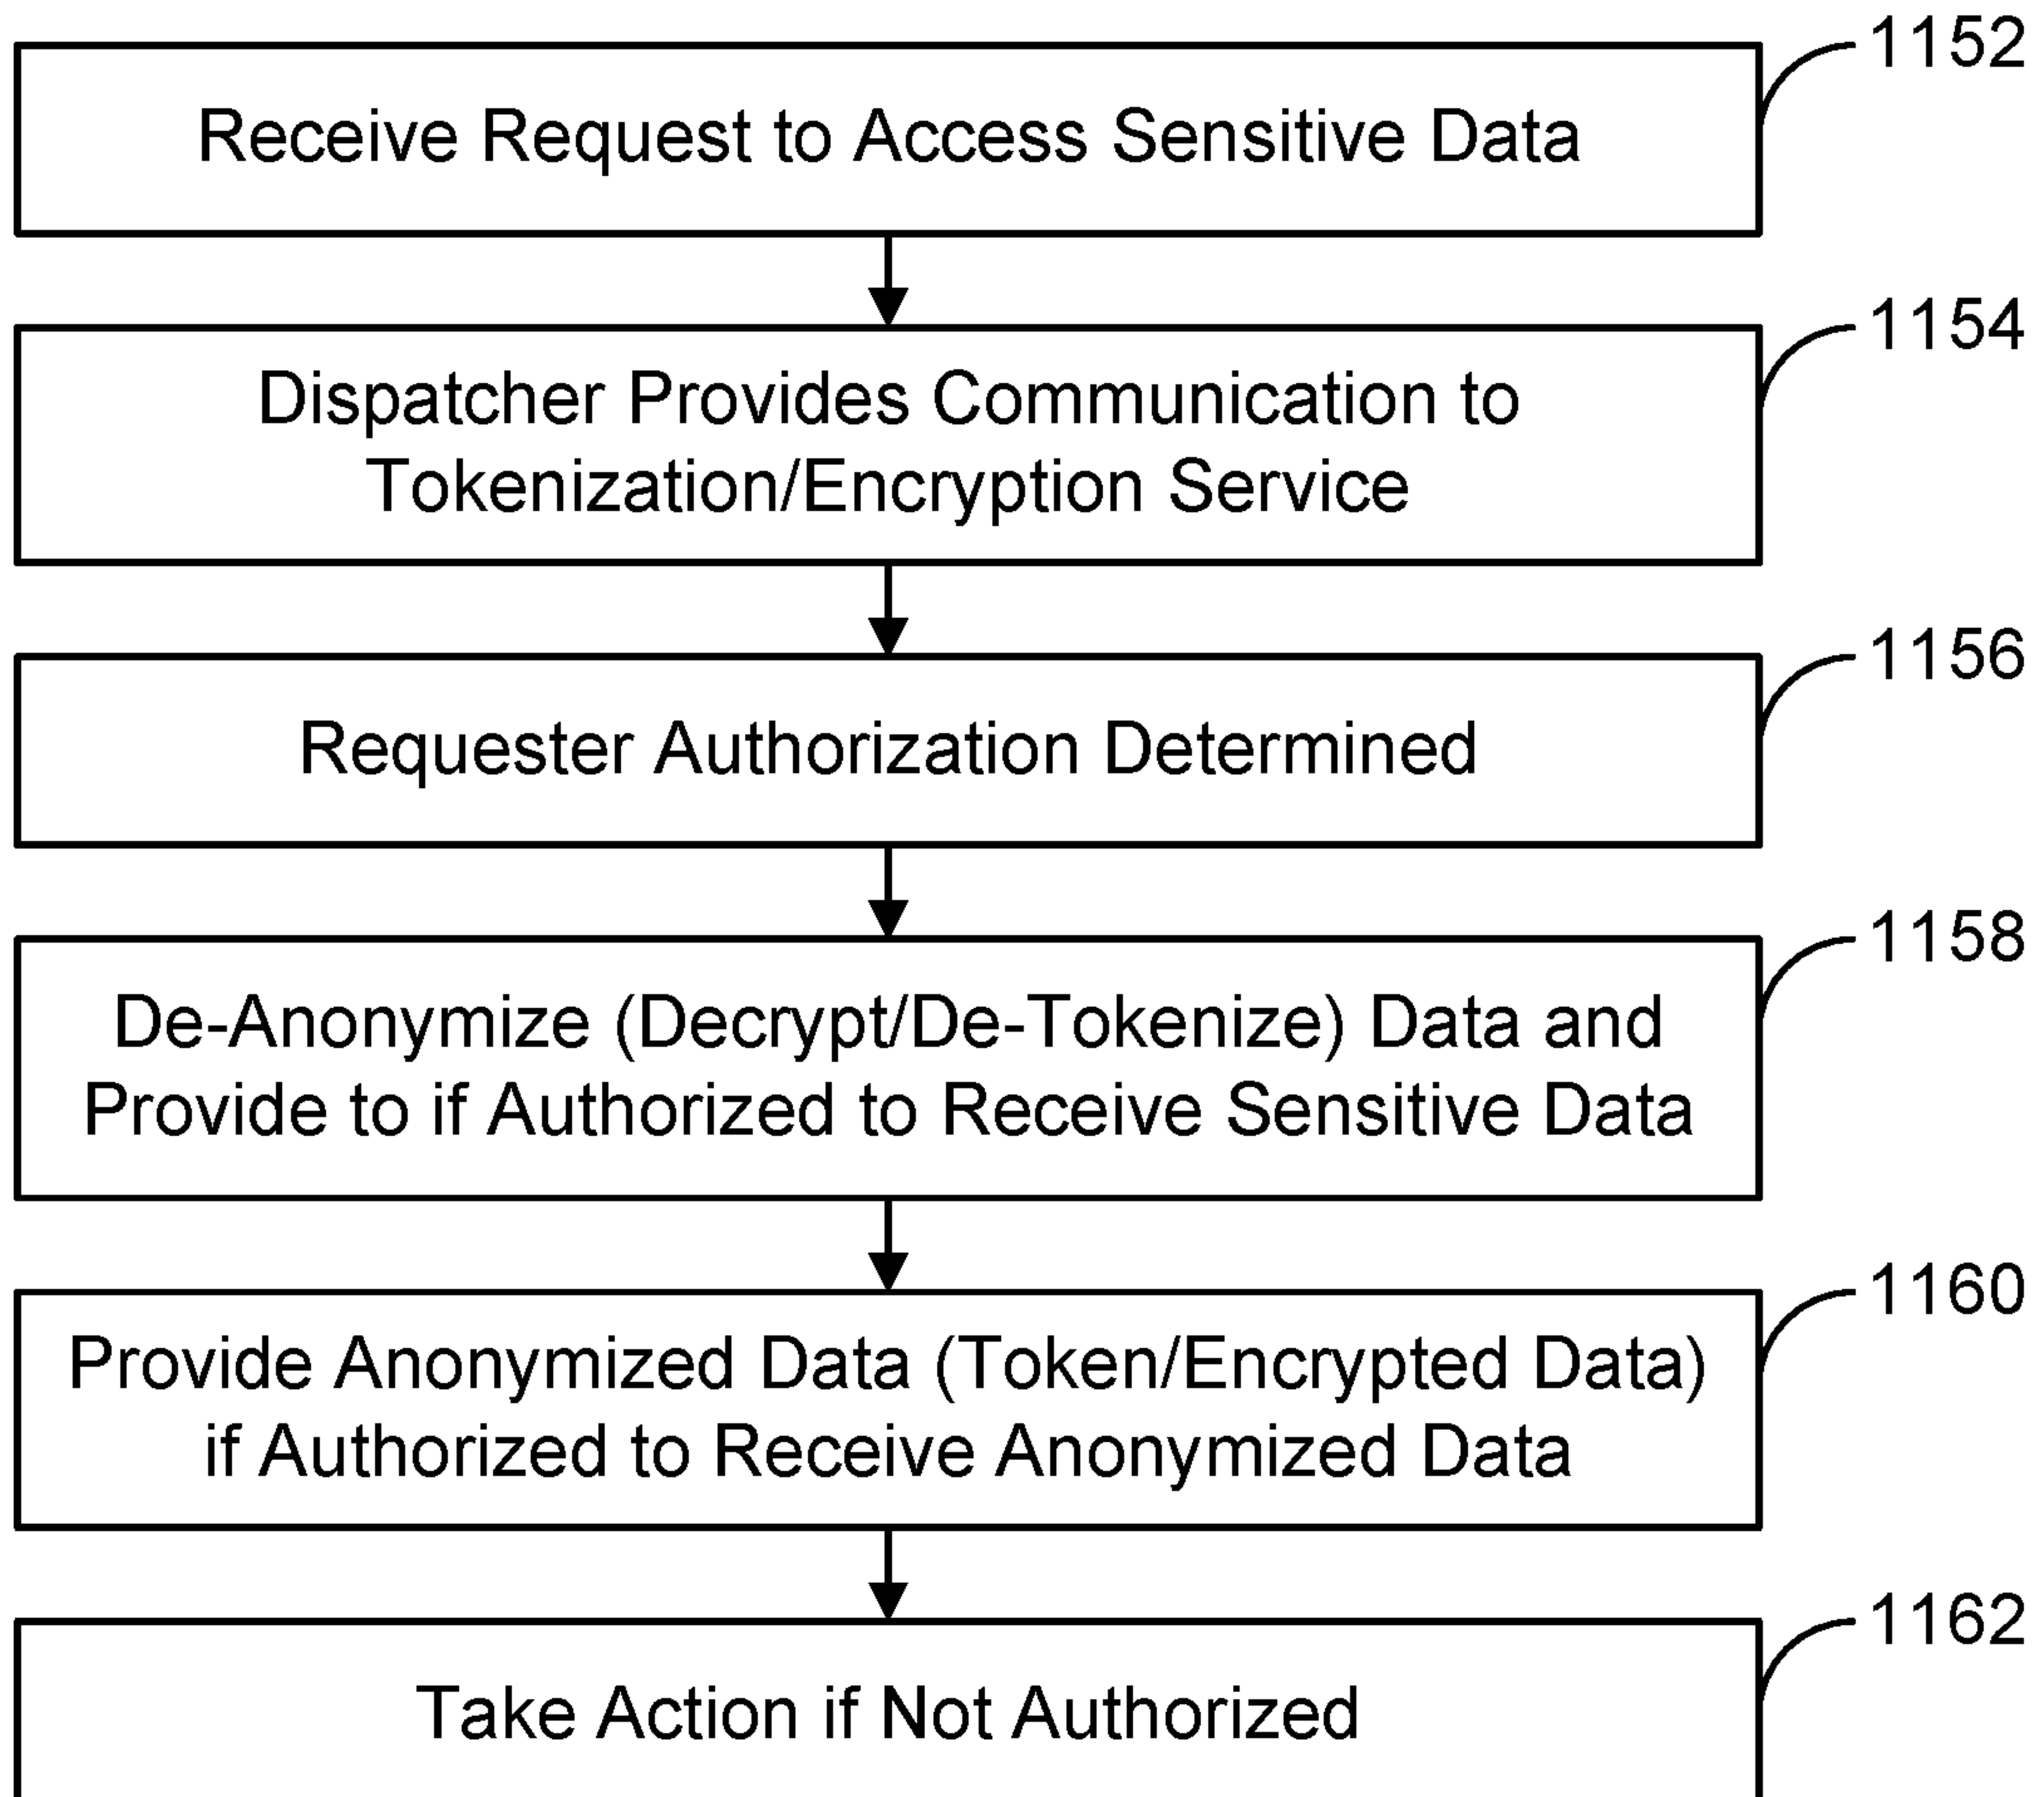 1152
Receive Request to Access Sensitive Data
1154
Dispatcher Provides Communication to
Tokenization/Encryption Service
1156
Requester Authorization Determined
1158
De-Anonymize (Decrypt/De-Tokenize) Data and
Provide to if Authorized to Receive Sensitive Data
1160
Provide Anonymized Data (Token/Encrypted Data)
if Authorized to Receive Anonymized Data
1162
Take Action if Not Authorized